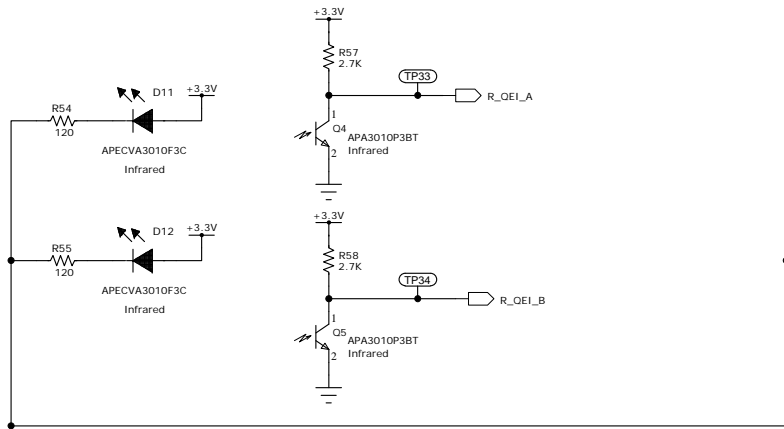 +3.3V
R57
2.7K
TP33
R_QEI_A
1
Q4
APA3010P3BT
2
Infrared
R54
120
D11
+3.3V
APECVA3010F3C
Infrared
+3.3V
R58
2.7K
TP34
R_QEI_B
1
Q5
APA3010P3BT
2
Infrared
R55
120
D12
+3.3V
APECVA3010F3C
Infrared